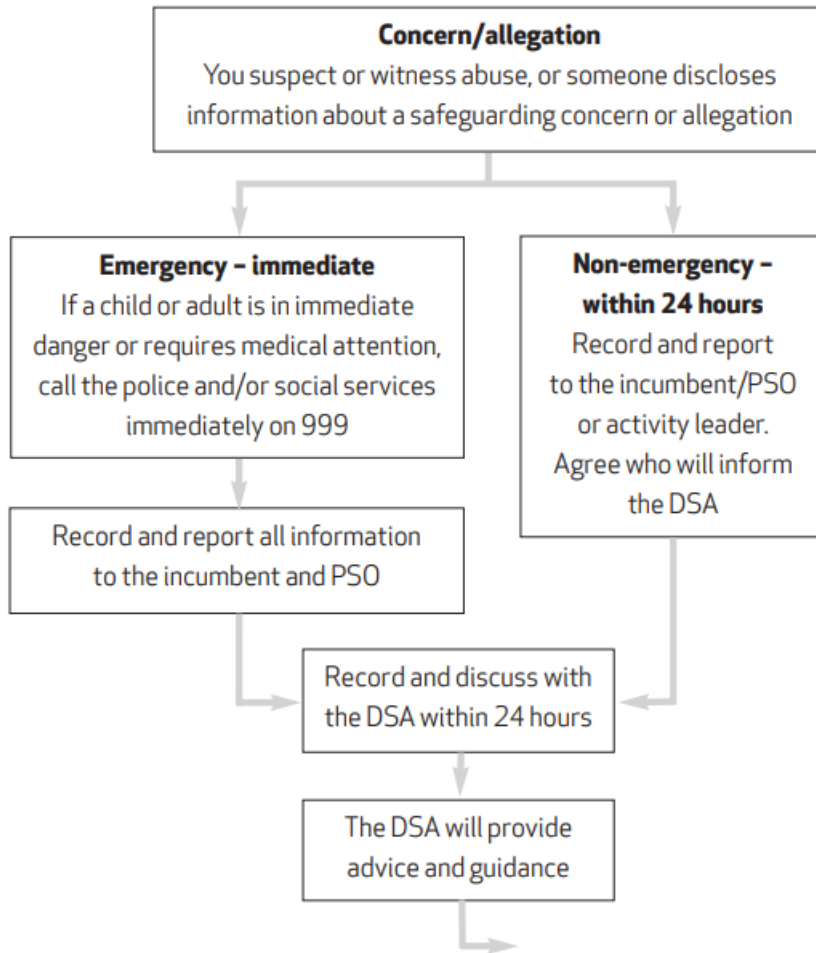 Concern/allegation
You suspect or witness abuse, or someone discloses
information about a safeguarding concern or allegation
Emergency – immediate
If a child or adult is in immediate
danger or requires medical attention,
call the police and/or social services
immediately on 999
Non-emergency –
within 24 hours
Record and report
to the incumbent/PSO
or activity leader.
Agree who will inform
the DSA
Record and report all information
to the incumbent and PSO
Record and discuss with
the DSA within 24 hours
The DSA will provide
advice and guidance